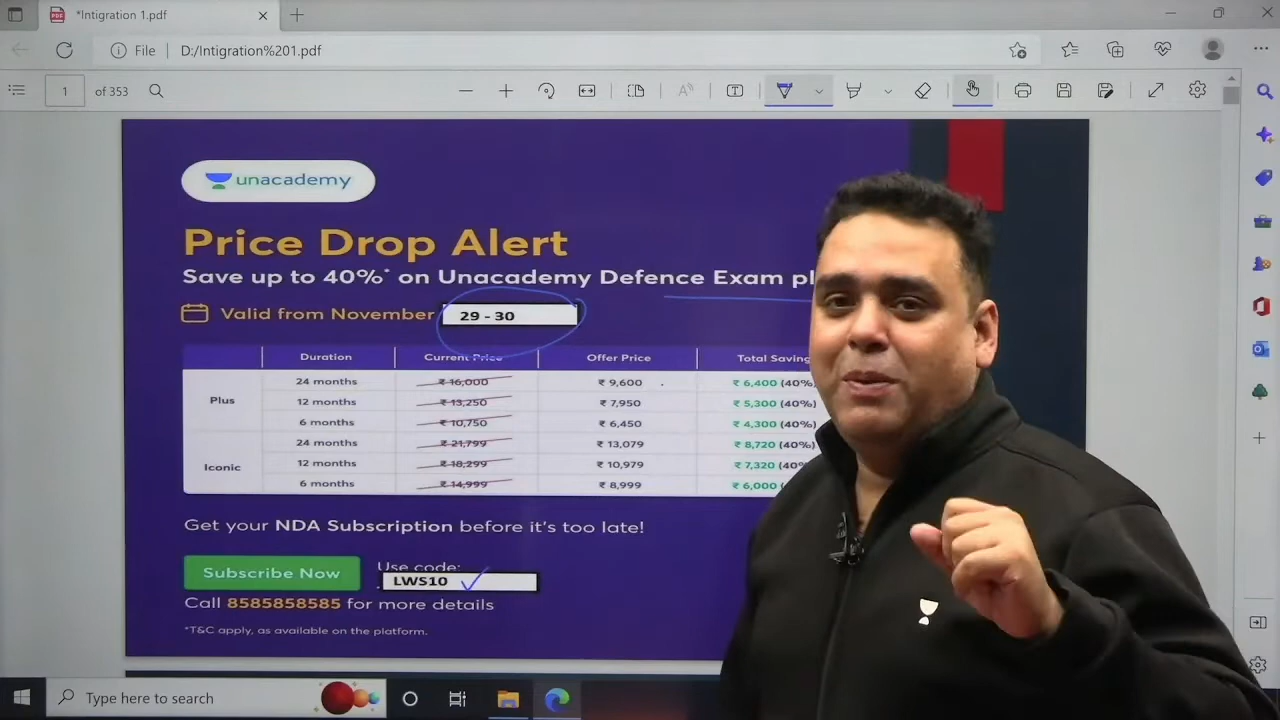 *Intigration 1.pdf
File D:/Intigration%201.pdf
1 of 353
unacademy
Price Drop Alert
Save up to 40%* on Unacademy Defence Exam pl
Valid from November 29 - 30
Duration Current Price Offer Price Total Saving
Plus
24 months ₹ 16,000 ₹ 9,600 ₹ 6,400 (40%)
12 months ₹ 13,250 ₹ 7,950 ₹ 5,300 (40%)
6 months ₹ 10,750 ₹ 6,450 ₹ 4,300 (40%)
Iconic
24 months ₹ 21,799 ₹ 13,079 ₹ 8,720 (40%)
12 months ₹ 18,299 ₹ 10,979 ₹ 7,320 (40%
6 months ₹ 14,999 ₹ 8,999 ₹ 6,000 (
Get your NDA Subscription before it's too late!
Subscribe Now
Use code:
LWS10
Call 8585858585 for more details
*T&C apply, as available on the platform.
Type here to search